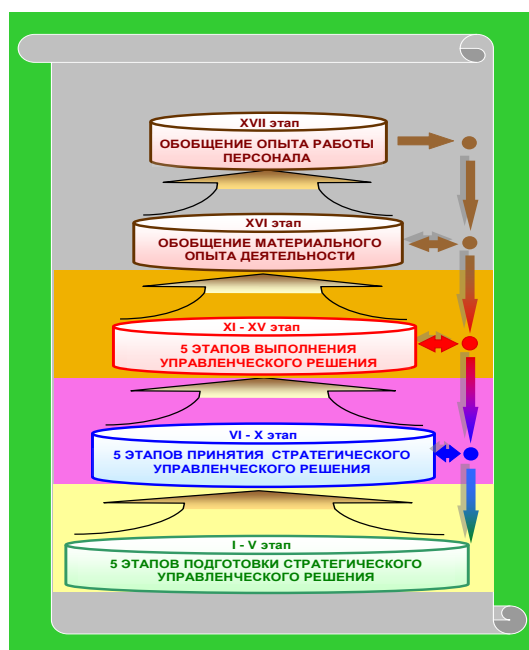 XVII этап
ОБОБЩЕНИЕ ОПЫТА РАБОТЫ
ПЕРСОНАЛА
XVI этап
ОБОБЩЕНИЕ МАТЕРИАЛЬНОГО
ОПЫТА ДЕЯТЕЛЬНОСТИ
XI - XV этап
5 ЭТАПОВ ВЫПОЛНЕНИЯ
УПРАВЛЕНЧЕСКОГО РЕШЕНИЯ
VI - X этап
5 ЭТАПОВ ПРИНЯТИЯ СТРАТЕГИЧЕСКОГО
УПРАВЛЕНЧЕСКОГО РЕШЕНИЯ
I - V этап
5 ЭТАПОВ ПОДГОТОВКИ СТРАТЕГИЧЕСКОГО
УПРАВЛЕНЧЕСКОГО РЕШЕНИЯ